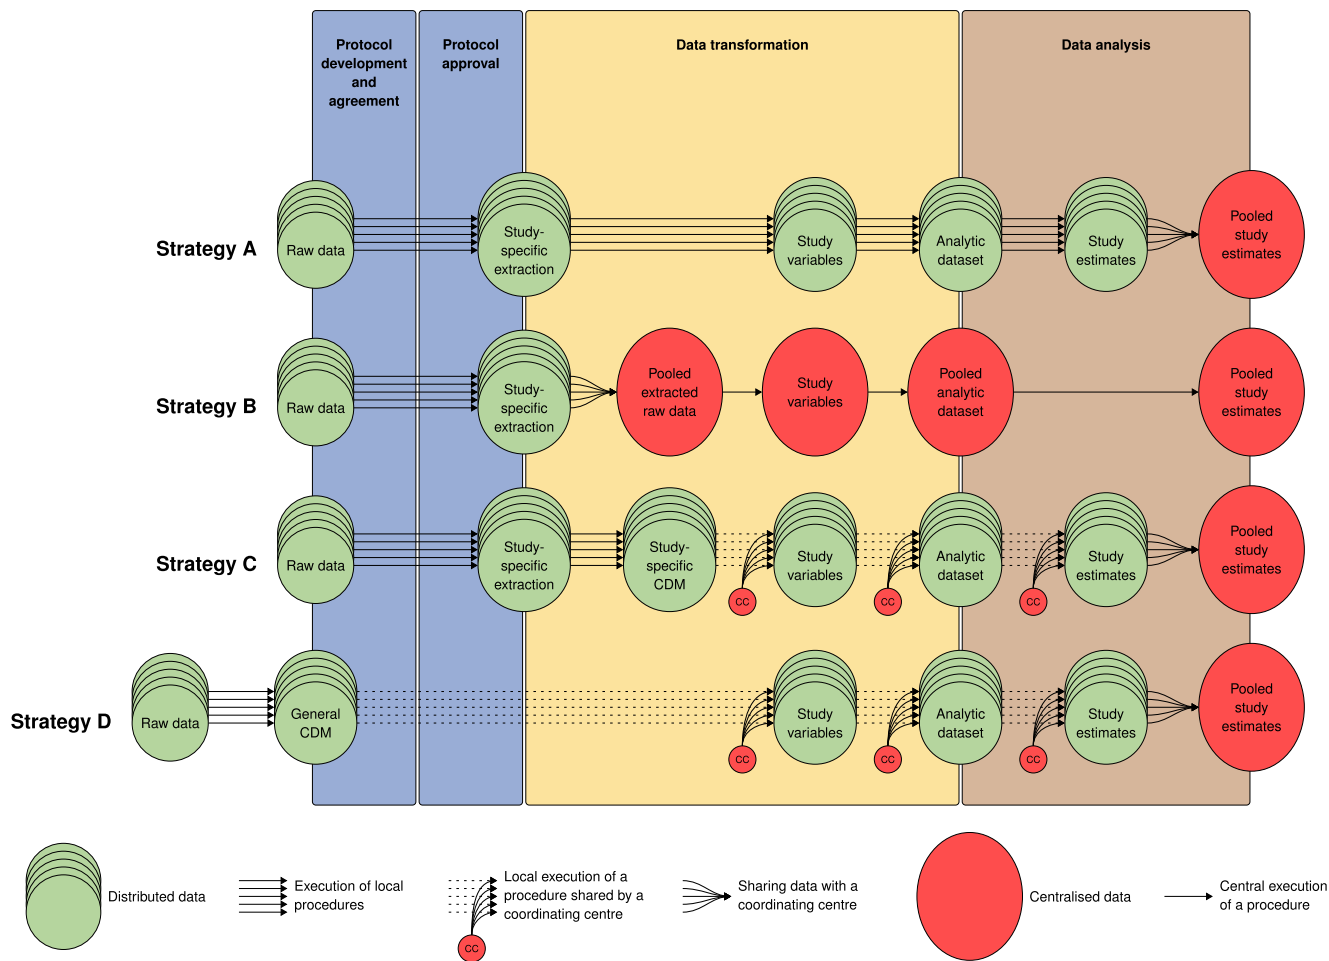 Protocol
development
and
agreement
Protocol
approval
Data transformation
Data analysis
Strategy A
Raw data
Study-
specific
extraction
Study
variables
Analytic
dataset
Study
estimates
Pooled
study
estimates
Strategy B
Raw data
Study-
specific
extraction
Pooled
extracted
raw data
Study
variables
Pooled
analytic
dataset
Pooled
study
estimates
Strategy C
Raw data
Study-
specific
extraction
Study-
specific
CDM
CC
Study
variables
CC
Analytic
dataset
CC
Study
estimates
Pooled
study
estimates
Strategy D
Raw data
General
CDM
CC
Study
variables
CC
Analytic
dataset
CC
Study
estimates
Pooled
study
estimates
Distributed data
Execution of local
procedures
CC
Local execution of a
procedure shared by a
coordinating centre
Sharing data with a
coordinating centre
Centralised data
Central execution
of a procedure